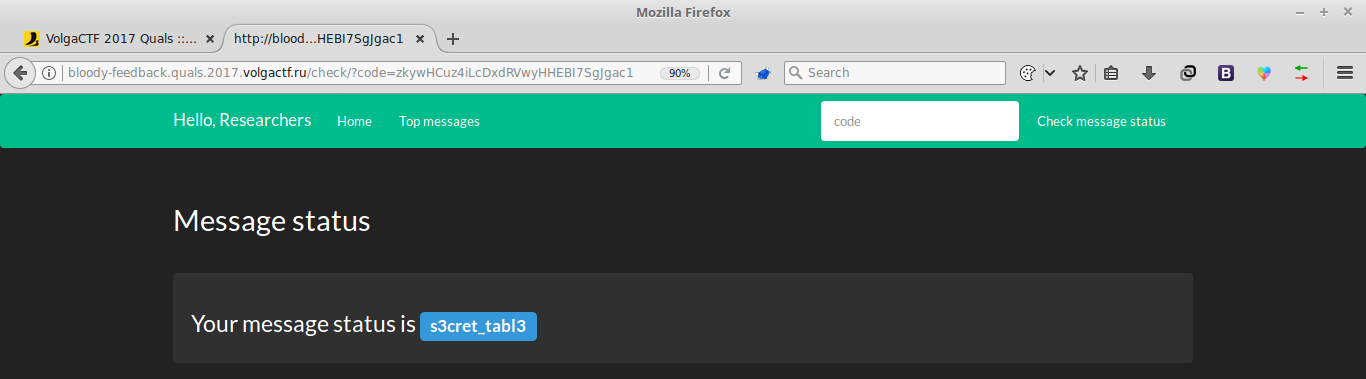 Mozilla Firefox
VolgaCTF 2017 Quals ::...
http://blood...HEBI7SgJgac1
bloody-feedback.quals.2017.volgactf.ru/check/?code=zkywHCuz4iLcDxdRVwyHHEBI7SgJgac1
90%
Search
Hello, Researchers
Home
Top messages
code
Check message status
Message status
Your message status is s3cret_tabl3